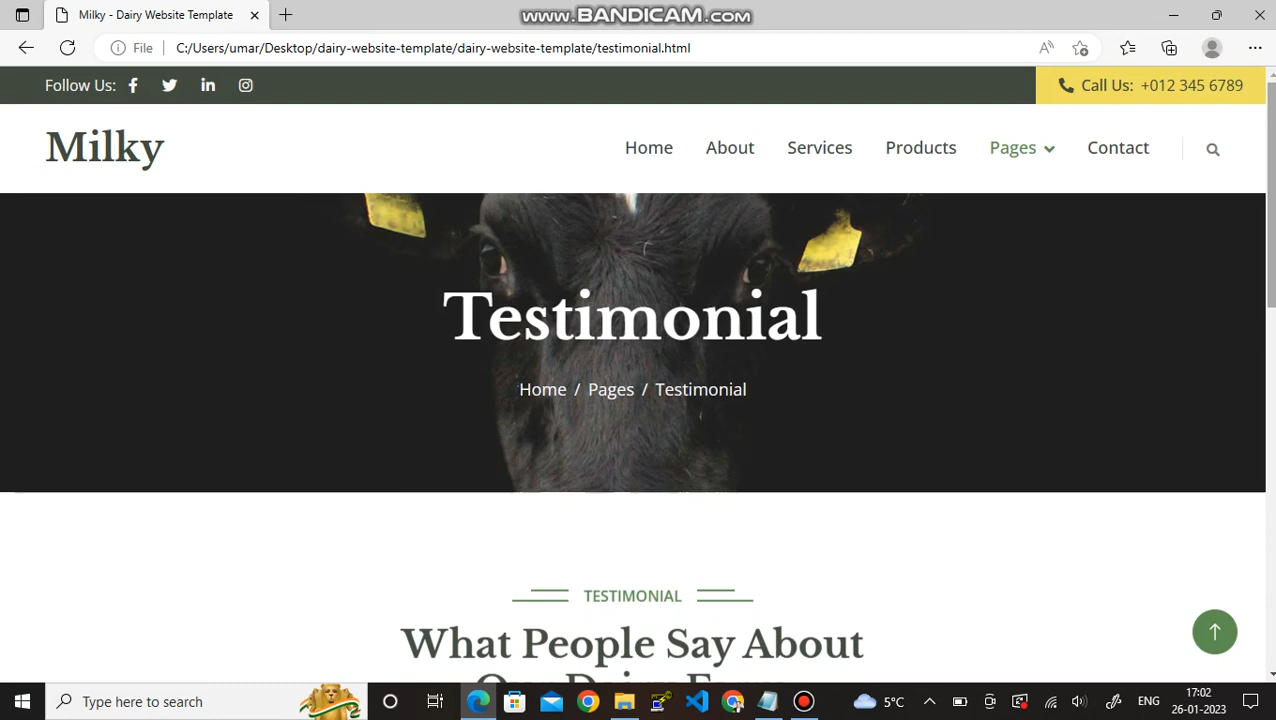 Milky - Dairy Website Template
www.BANDICAM.com
File C:/Users/umar/Desktop/dairy-website-template/dairy-website-template/testimonial.html
Follow Us:
Call Us: +012 345 6789
Milky
Home About Services Products Pages Contact
Testimonial
Home / Pages / Testimonial
TESTIMONIAL
What People Say About
Type here to search
5°C
ENG
17:02
26-01-2023